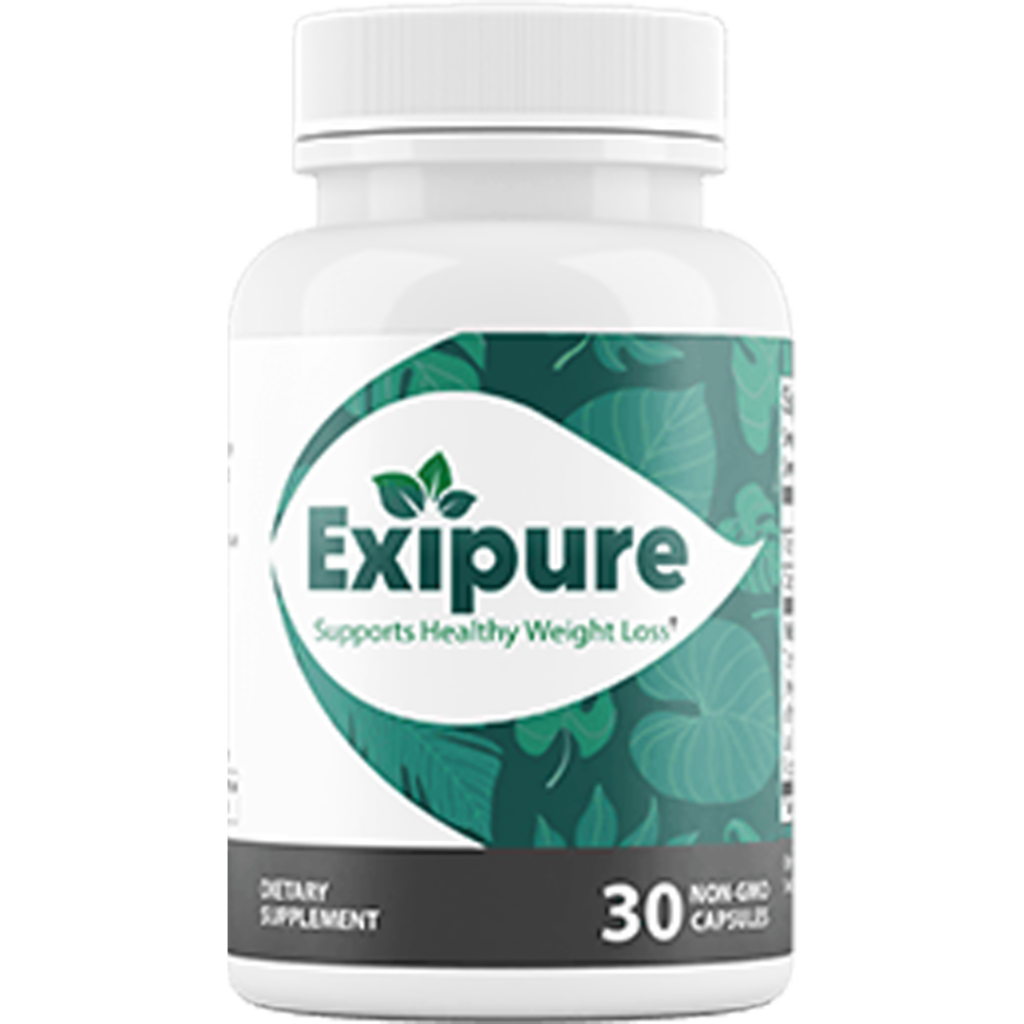 Exipure
Supports Healthy Weight Loss†
DIETARY
SUPPLEMENT
30 NON-GMO
CAPSULES